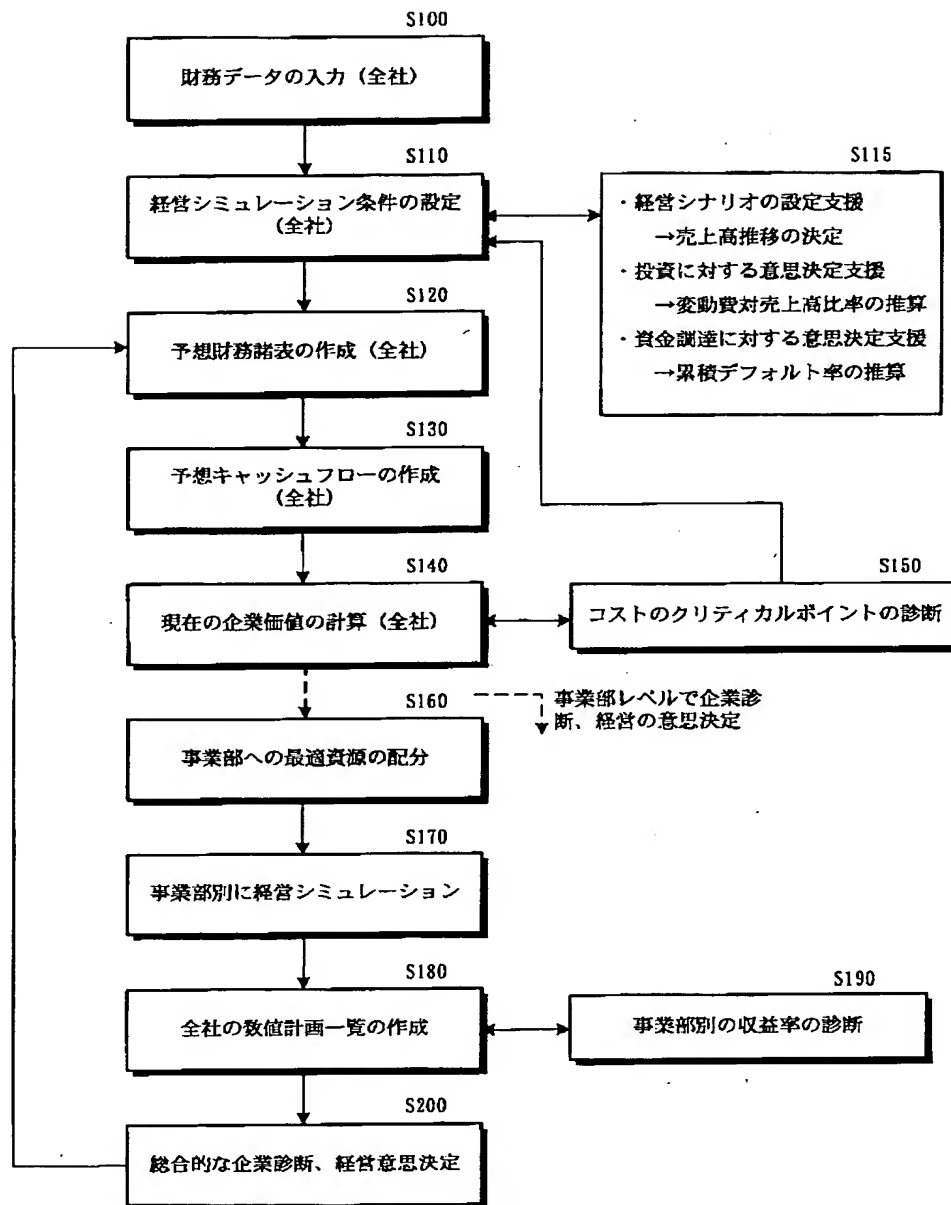 S100
財務データの入力（全社）
S110
経営シミュレーション条件の設定
（全社）
S115
・経営シナリオの設定支援
→売上高推移の決定
・投資に対する意思決定支援
→変動費対売上高比率の推算
・資金調達に対する意思決定支援
→累積デフォルト率の推算
S120
予想財務諸表の作成（全社）
S130
予想キャッシュフローの作成
（全社）
S140
現在の企業価値の計算（全社）
S150
コストのクリティカルポイントの診断
事業部レベルで企業診
断、経営の意思決定
S160
事業部への最適資源の配分
S170
事業部別に経営シミュレーション
S180
全社の数値計画一覧の作成
S190
事業部別の収益率の診断
S200
総合的な企業診断、経営意思決定